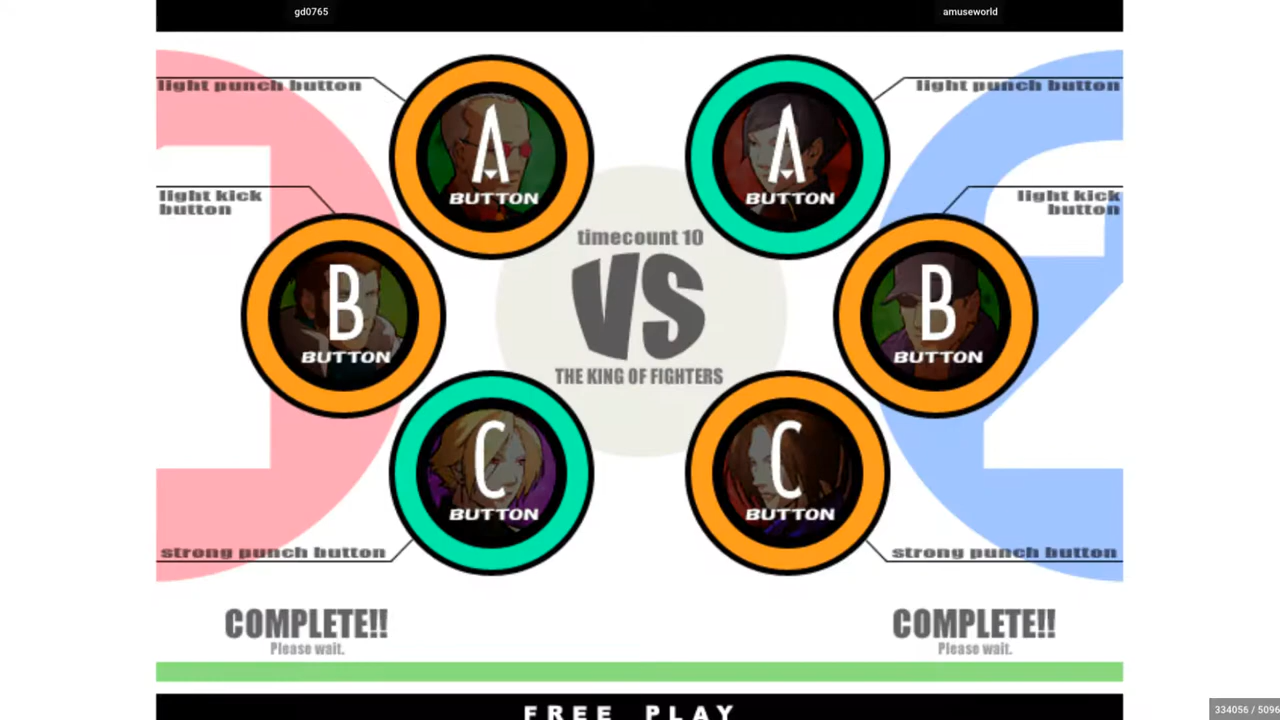 gd0765
amuseworld
light punch button
A
BUTTON
A
BUTTON
light punch button
light kick
button
light kick
button
B
BUTTON
timecount 10
VS
THE KING OF FIGHTERS
B
BUTTON
C
BUTTON
C
BUTTON
strong punch button
strong punch button
COMPLETE!!
Please wait.
COMPLETE!!
Please wait.
FREE PLAY
334056 / 5096